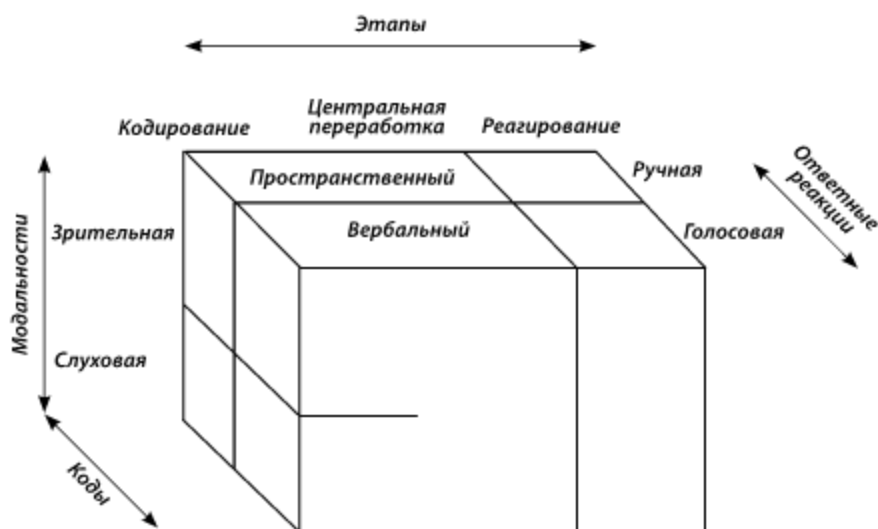 Этапы
Кодирование
Центральная
переработка
Реагирование
Пространственный
Вербальный
Ручная
Голосовая
Ответные
реакции
Модальности
Зрительная
Слуховая
Коды